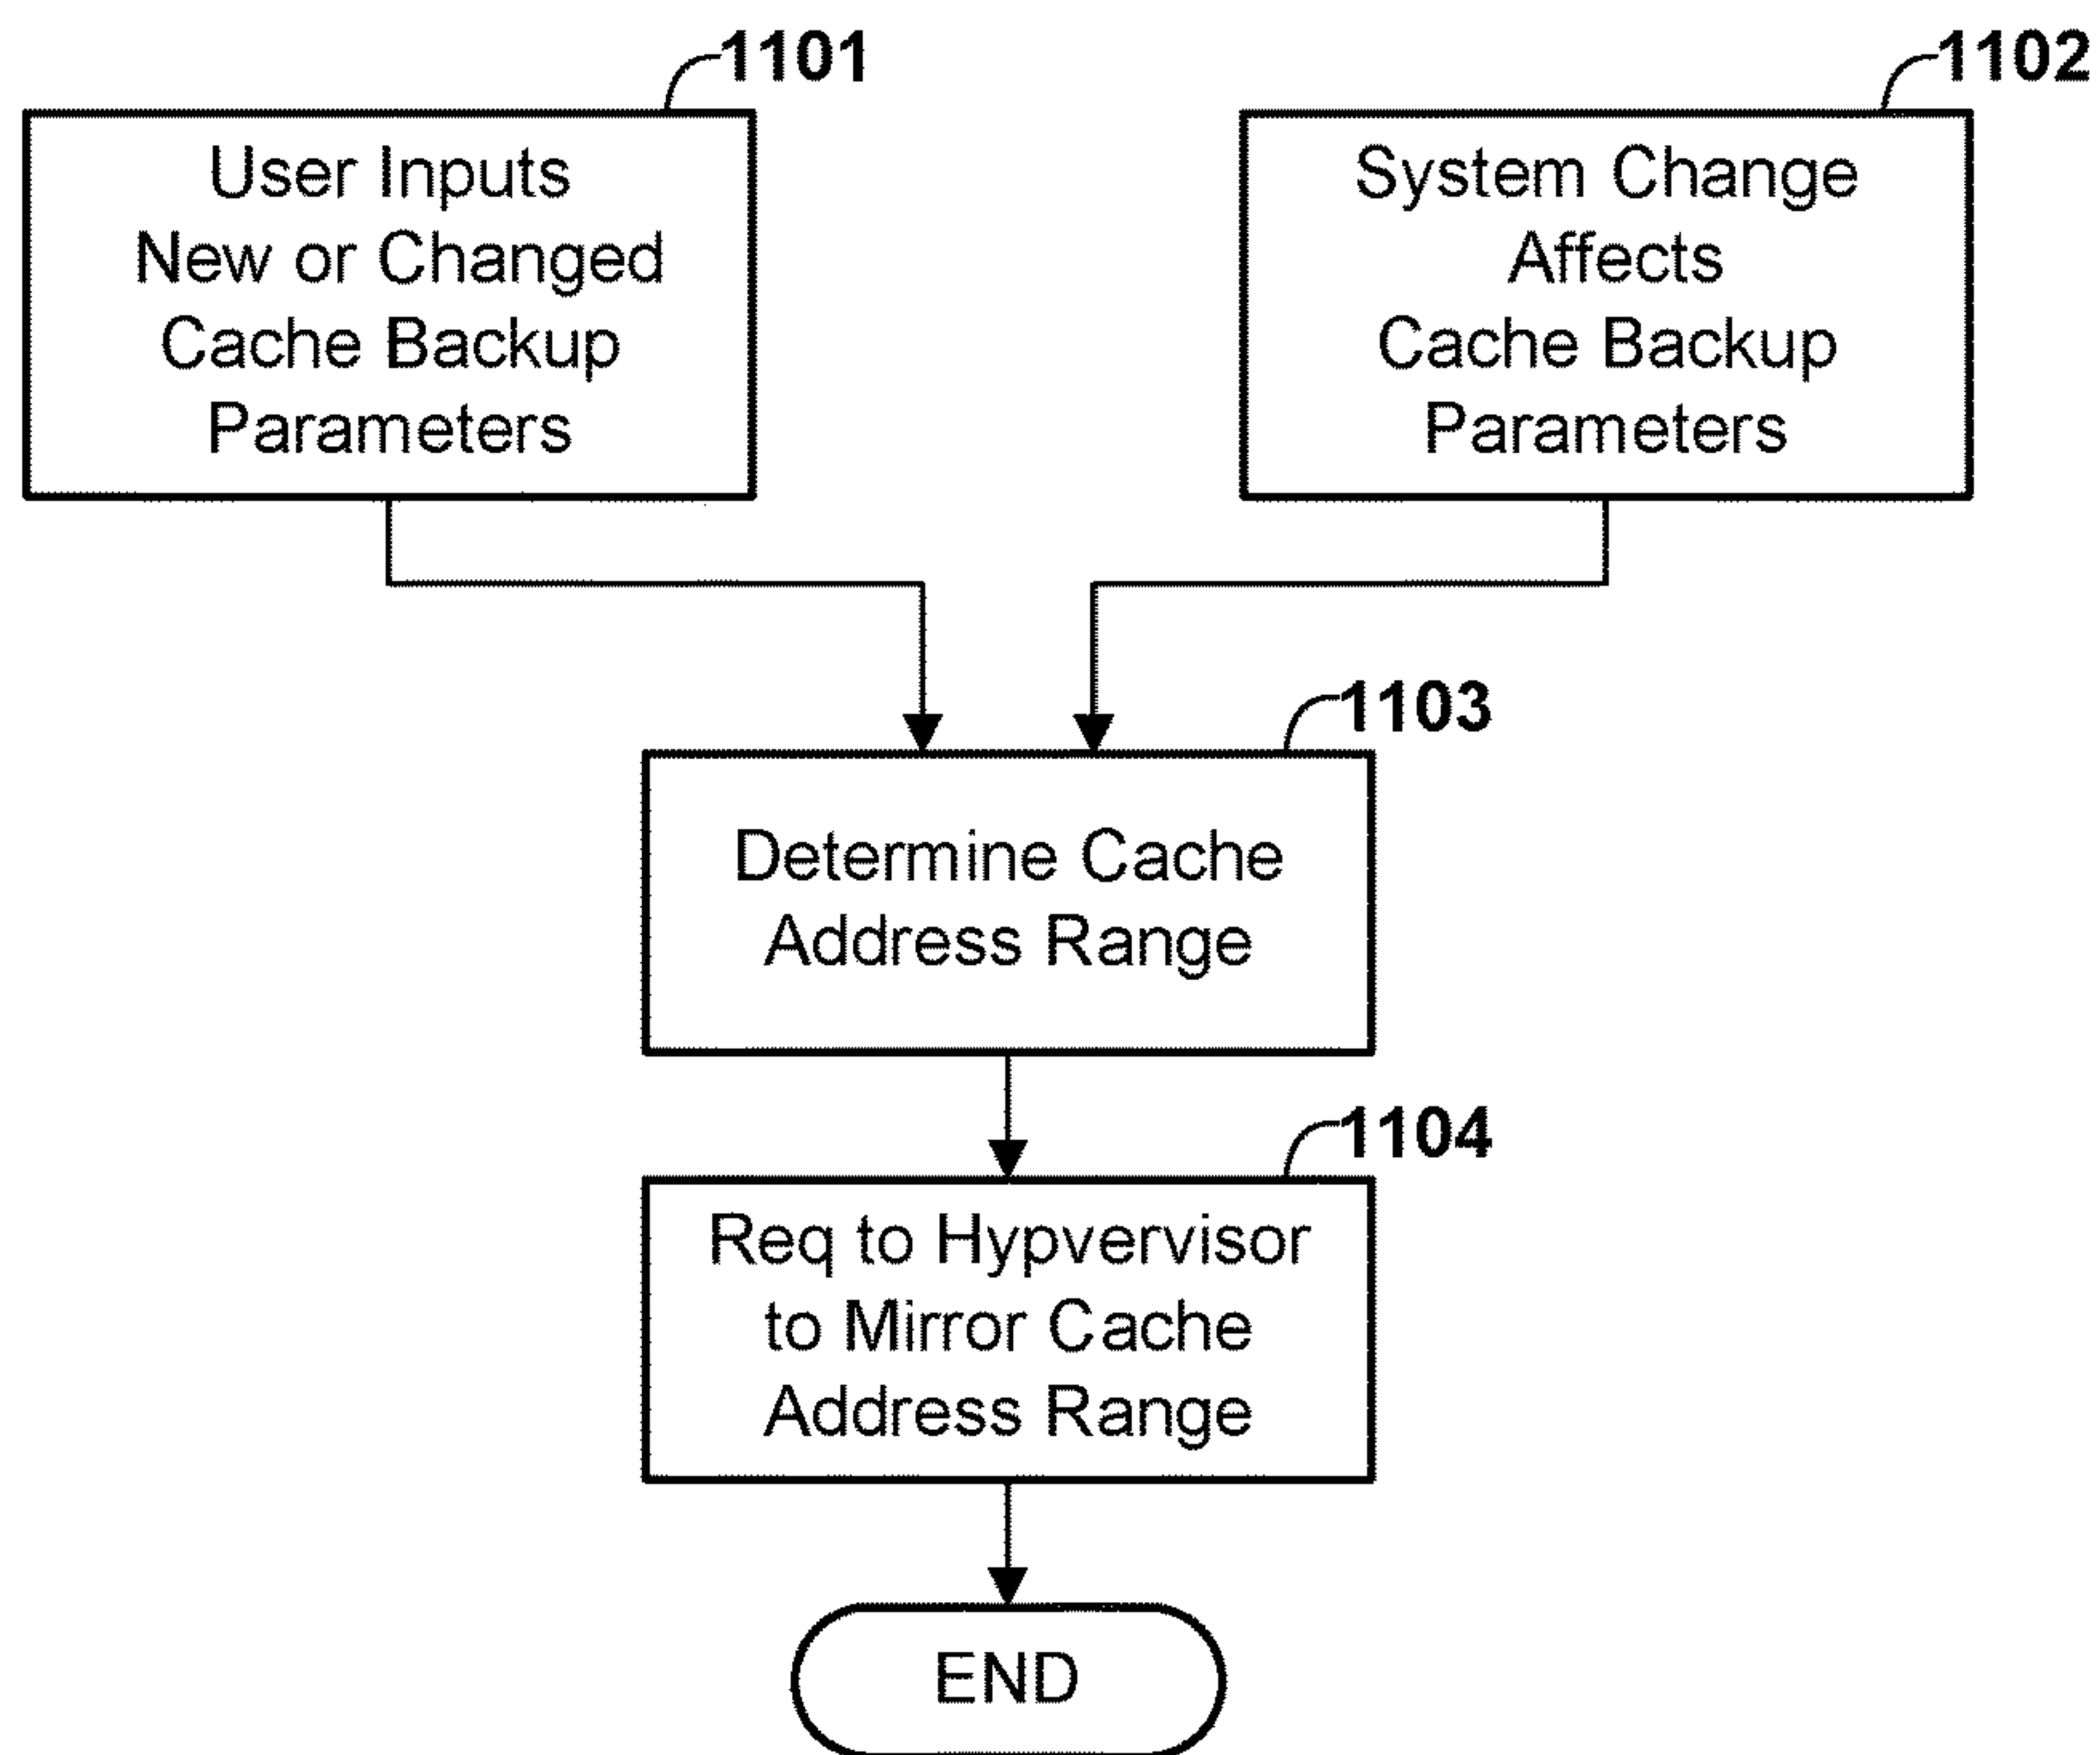 1101
User Inputs
New or Changed
Cache Backup
Parameters
1102
System Change
Affects
Cache Backup
Parameters
1103
Determine Cache
Address Range
1104
Req to Hypvervisor
to Mirror Cache
Address Range
END